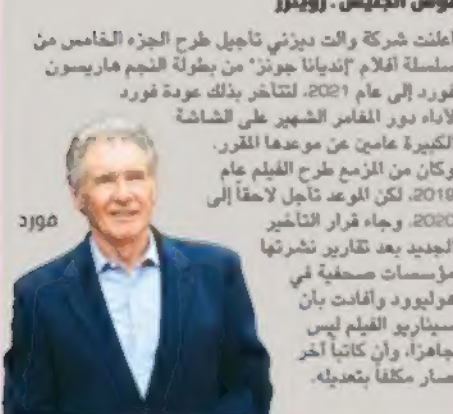 لوس أنجليس. رويترز
أعلنت شركة والت ديزني تأجيل طرح الجزء الخامس من
سلسلة أفلام "إنديانا جونز" من بطولة النجم هاريسون
فورد إلى عام 2021، لتتأخر بذلك عودة فورد
لأداء دور المغامر الشهير على الشاشة
الكبيرة عامين عن موعدها المقرر.
وكان من المزمع طرح الفيلم عام
2019، لكن الموعد تأجل لاحقاً إلى
2020. وجاء قرار التأخير
الجديد بعد تقارير نشرتها
مؤسسات صحفية في
هوليوود وأفادت بأن
سيناريو الفيلم ليس
جاهزاً، وأن كاتباً آخر
صار مكلفاً بتعديله.
فورد